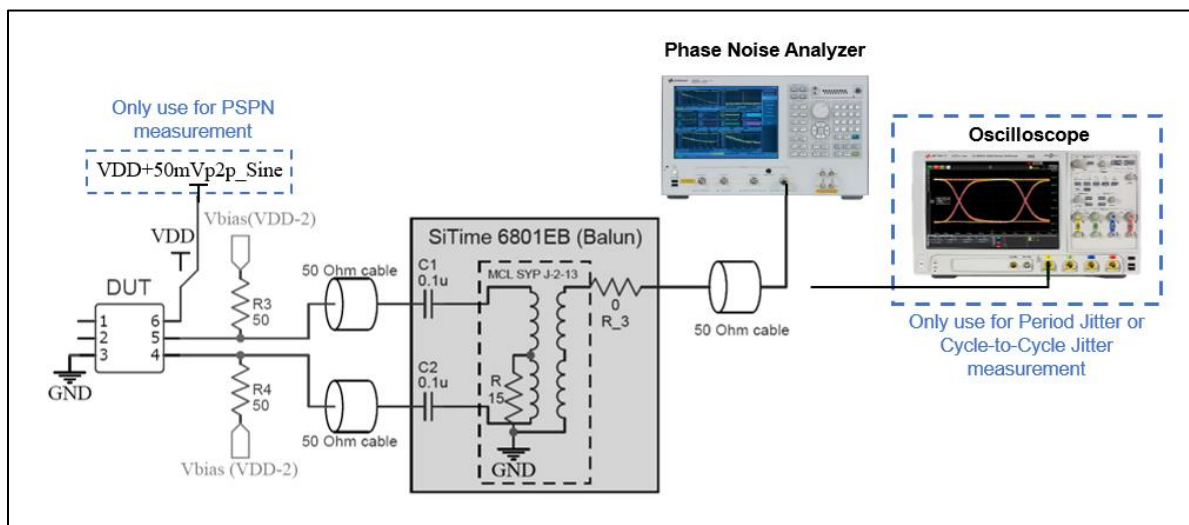 Phase Noise Analyzer
Only use for PSPN
measurement
VDD+50mVp2p_Sine
Oscilloscope
Vbias(VDD-2)
VDD
SiTime 6801EB (Balun)
50 Ohm cable
C1
0.1u
MCL SYP J-2-13
DUT
R3
50
0
R_3
50 Ohm cable
1
2
3
6
5
4
GND
R4
50
C2
0.1u
R
15
Only use for Period Jitter or
Cycle-to-Cycle Jitter
measurement
50 Ohm cable
GND
Vbias (VDD-2)